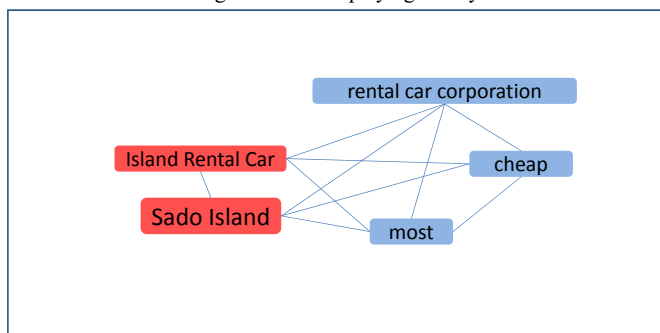 rental car corporation
Island Rental Car
cheap
Sado Island
most